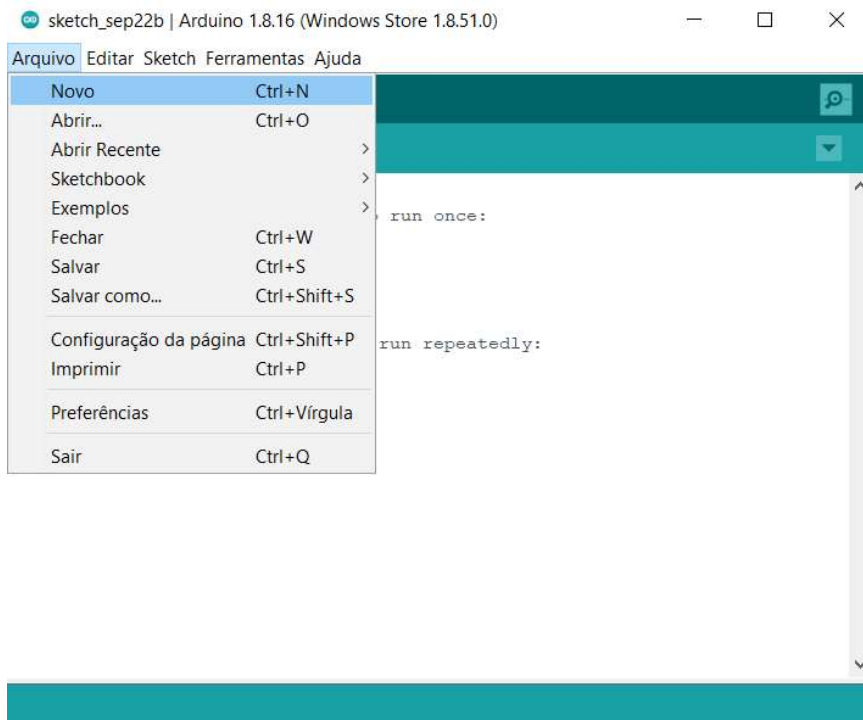 sketch_sep22b | Arduino 1.8.16 (Windows Store 1.8.51.0)
Arquivo Editar Sketch Ferramentas Ajuda
Novo Ctrl+N
Abrir... Ctrl+O
Abrir Recente
Sketchbook
Exemplos
run once:
Fechar Ctrl+W
Salvar Ctrl+S
Salvar como... Ctrl+Shift+S
Configuração da página Ctrl+Shift+P
run repeatedly:
Imprimir Ctrl+P
Preferências Ctrl+Vírgula
Sair Ctrl+Q